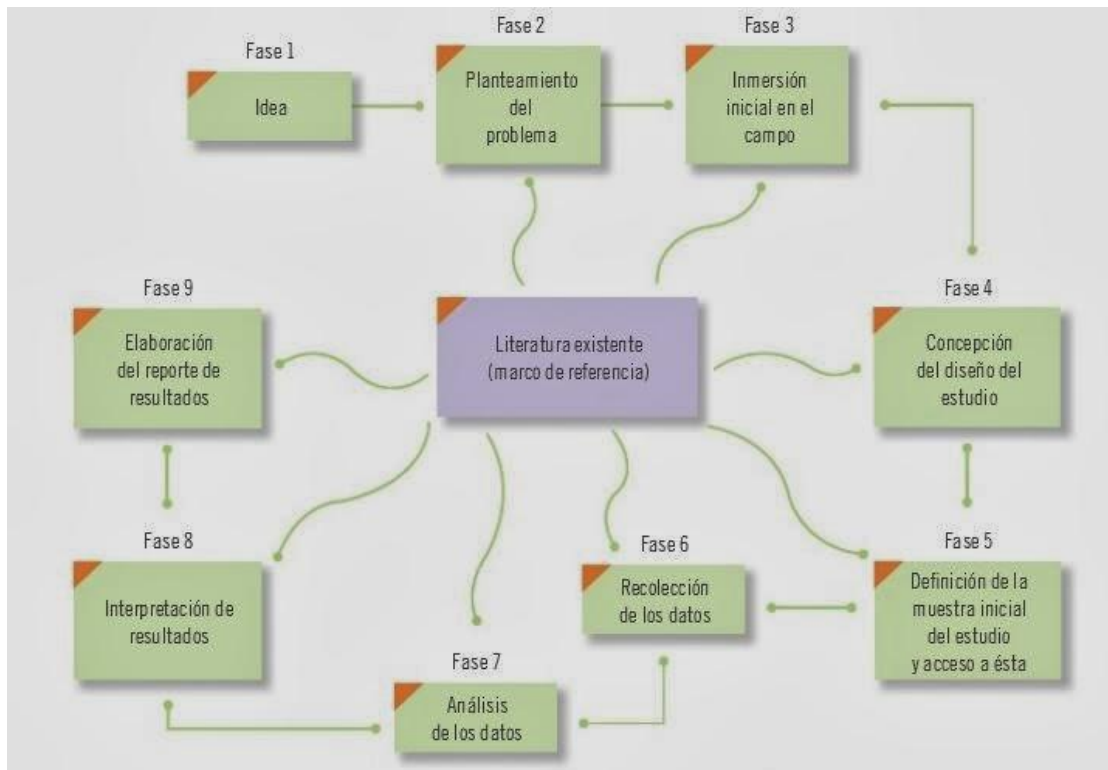 Fase 1
Idea
Fase 2
Planteamiento
del
problema
Fase 3
Inmersión
inicial en el
campo
Fase 4
Concepción
del diseño del
estudio
Fase 5
Definición de la
muestra inicial
del estudio
y acceso a ésta
Fase 6
Recolección
de los datos
Fase 7
Análisis
de los datos
Fase 8
Interpretación de
resultados
Fase 9
Elaboración
del reporte de
resultados
Literatura existente
(marco de referencia)